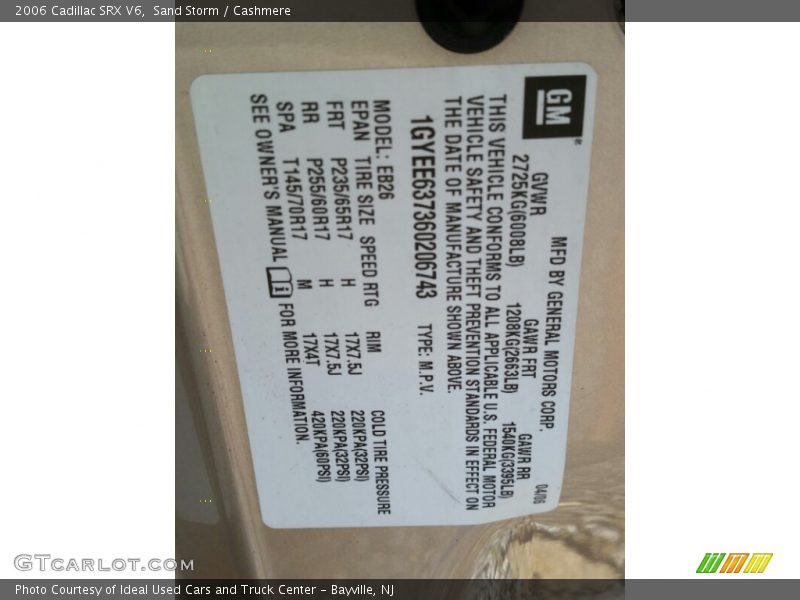 2006 Cadillac SRX V6,  Sand Storm / Cashmere
GM
®
MFD BY GENERAL MOTORS CORP. 04/06
GVWR GAWR FRT GAWR RR
2725KG(6008LB) 1208KG(2663LB) 1540KG(3395LB)
THIS VEHICLE CONFORMS TO ALL APPLICABLE U.S. FEDERAL MOTOR
VEHICLE SAFETY AND THEFT PREVENTION STANDARDS IN EFFECT ON
THE DATE OF MANUFACTURE SHOWN ABOVE.
1GYEE637360206743 TYPE: M.P.V.
MODEL: EB26
EPAN TIRE SIZE SPEED RTG RIM COLD TIRE PRESSURE
FRT P235/65R17 H 17X7.5J 220KPA(32PSI)
RR P255/60R17 H 17X7.5J 220KPA(32PSI)
SPA T145/70R17 M 17X4T 420KPA(60PSI)
SEE OWNER'S MANUAL i FOR MORE INFORMATION.
GTcarlot.com
Photo Courtesy of Ideal Used Cars and Truck Center - Bayville, NJ